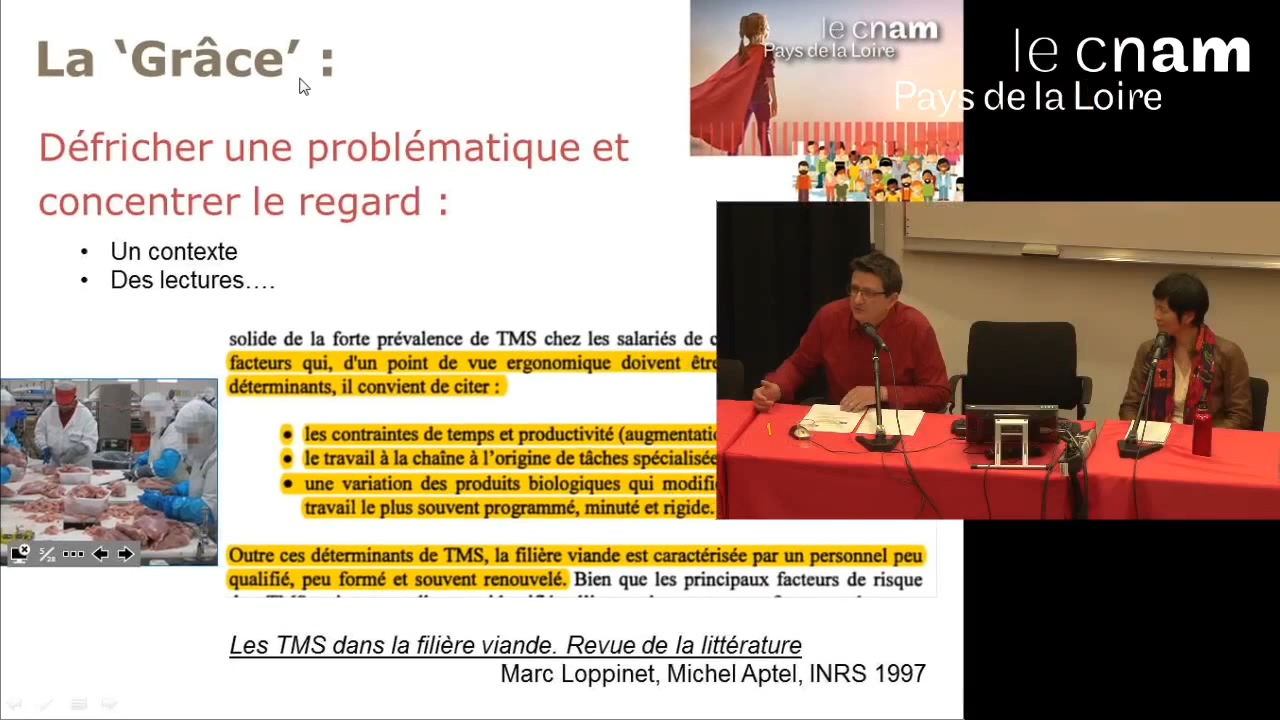 La ‘Grâce’ :
Défricher une problématique et
concentrer le regard :
• Un contexte
• Des lectures….
solide de la forte prévalence de TMS chez les salariés de
facteurs qui, d'un point de vue ergonomique doivent être
déterminants, il convient de citer :
• les contraintes de temps et productivité
• le travail à la chaîne à l’origine de tâches
• une variation des produits biologiques qui
travail le plus souvent programmé, minuté et rigide.
Outre ces déterminants de TMS, la filière viande est caractérisée par un personnel peu
qualifié, peu formé et souvent renouvelé. Bien que les principaux facteurs de risque
Les TMS dans la filière viande. Revue de la littérature
Marc Loppinet, Michel Aptel, INRS 1997
5/28
le cnam
Pays de la Loire
le cnam
Pays de la Loire